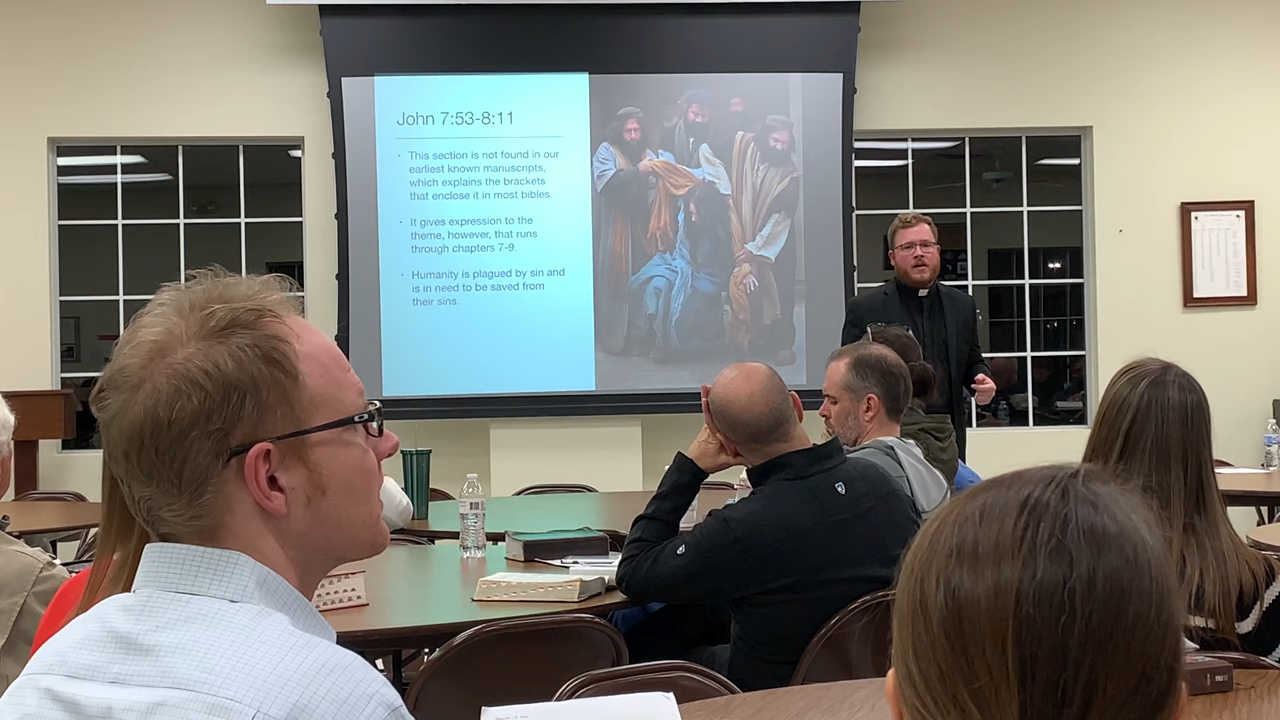 John 7:53-8:11
· This section is not found in our
earliest known manuscripts,
which explains the brackets
that enclose it in most bibles.
· It gives expression to the
theme, however, that runs
through chapters 7-9.
· Humanity is plagued by sin and
is in need to be saved from
their sins.